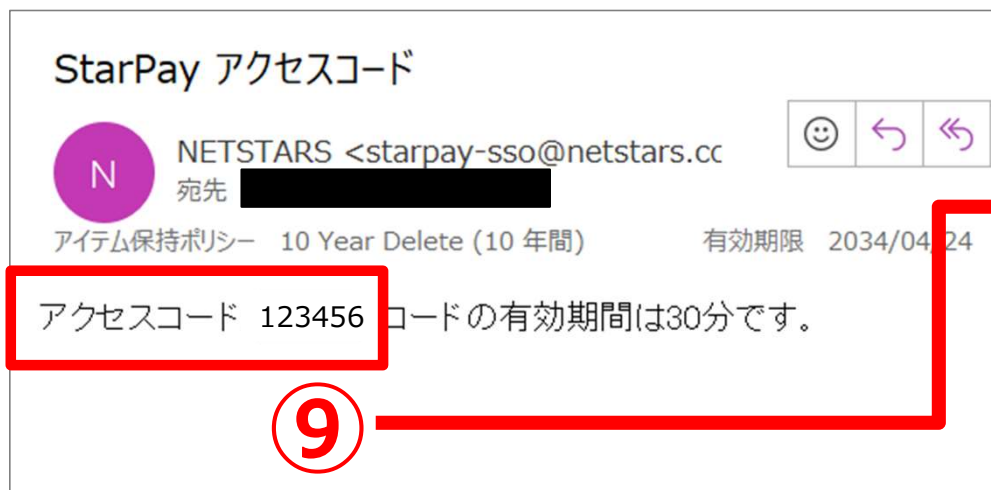 StarPay アクセスコード
N
NETSTARS <starpay-sso@netstars.cc
宛先
アイテム保持ポリシー 10 Year Delete (10 年間) 有効期限 2034/04/24
アクセスコード 123456 コードの有効期間は30分です。
⑨